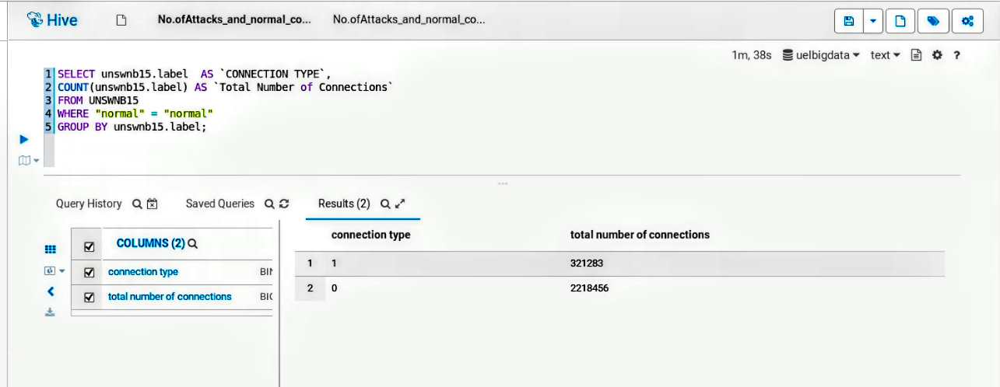 Hive
No.ofAttacks_and_normal_co... No.ofAttacks_and_normal_co...
1m, 38s uelbigdata text ?
1 SELECT unswnb15.label AS `CONNECTION TYPE`,
2 COUNT(unswnb15.label) AS `Total Number of Connections`
3 FROM UNSWNB15
4 WHERE "normal" = "normal"
5 GROUP BY unswnb15.label;
Query History Saved Queries Results (2)
COLUMNS (2)
connection type BIN
total number of connections BIG
connection type total number of connections
1 1 321283
2 0 2218456